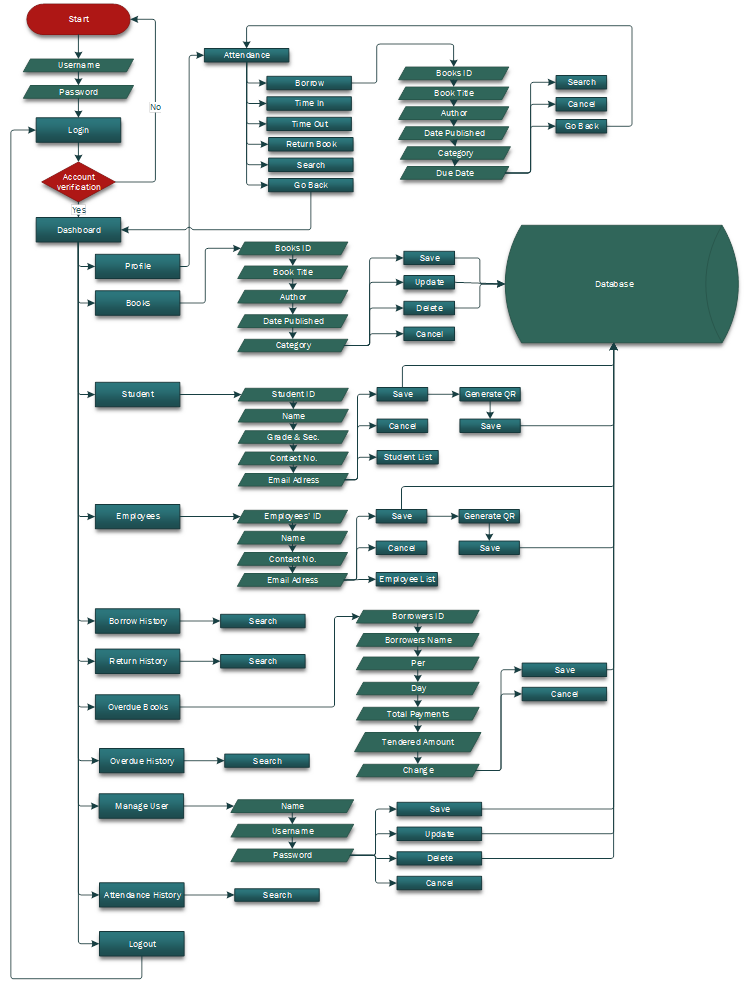 Start
Username
Password
Login
No
Account
verification
Yes
Dashboard
Attendance
Borrow
Time In
Time Out
Return Book
Search
Go Back
Books ID
Book Title
Author
Date Published
Category
Due Date
Search
Cancel
Go Back
Profile
Books
Books ID
Book Title
Author
Date Published
Category
Save
Update
Delete
Cancel
Database
Student
Student ID
Name
Grade & Sec.
Contact No.
Email Adress
Save
Cancel
Student List
Generate QR
Save
Employees
Employees' ID
Name
Contact No.
Email Adress
Save
Cancel
Employee List
Generate QR
Save
Borrow History
Search
Return History
Search
Overdue Books
Borrowers ID
Borrowers Name
Per
Day
Total Payments
Tendered Amount
Change
Save
Cancel
Overdue History
Search
Manage User
Name
Username
Password
Save
Update
Delete
Cancel
Attendance History
Search
Logout